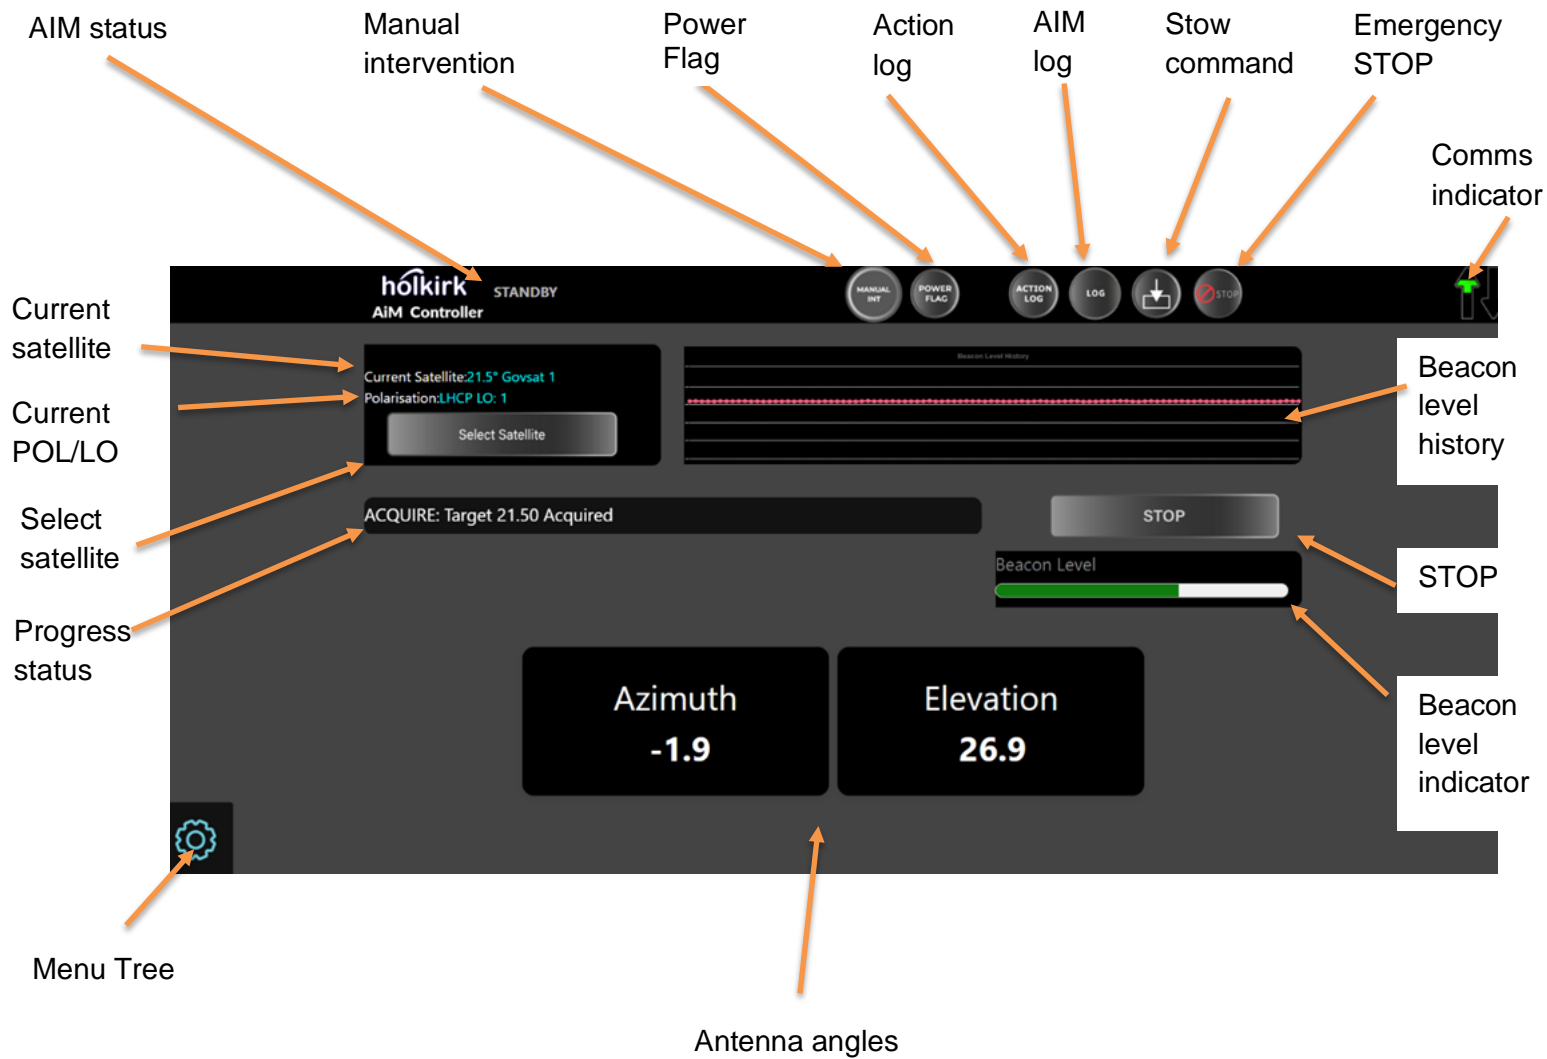 AIM status
Manual
intervention
Power
Flag
Action
log
AIM
log
Stow
command
Emergency
STOP
Comms
indicator
hölkirk
AiM Controller
STANDBY
MANUAL
INT
POWER
FLAG
ACTION
LOG
LOG
STOP
Current
satellite
Current
POL/LO
Select
satellite
Progress
status
Current Satellite:21.5° Govsat 1
Polarisation:LHCP LO: 1
Select Satellite
Beacon Level History
ACQUIRE: Target 21.50 Acquired
STOP
Beacon Level
Azimuth
-1.9
Elevation
26.9
Beacon
level
history
STOP
Beacon
level
indicator
Menu Tree
Antenna angles